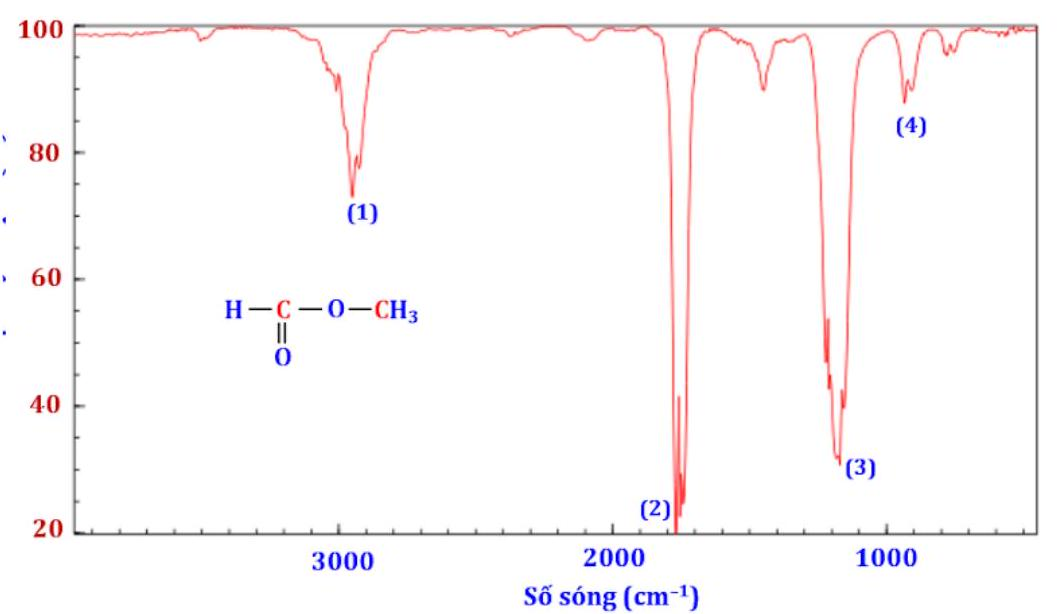 100
80
(4)
(1)
60
H — C — O — CH₃
||
O
40
(3)
(2)
20
3000 2000 1000
Số sóng (cm⁻¹)